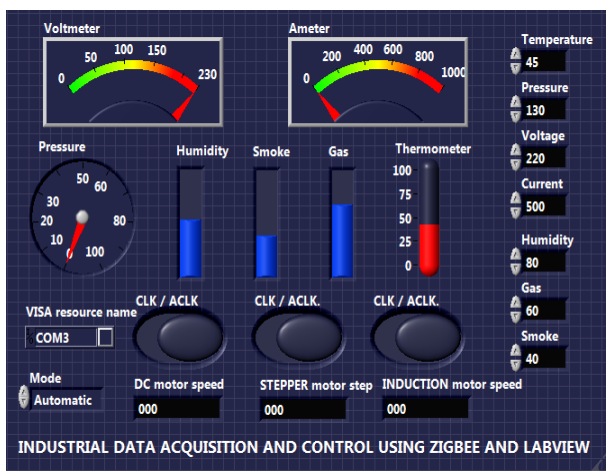 Voltmeter
0 50 100 150 230
Ameter
0 200 400 600 800 1000
Temperature
45
Pressure
130
Voltage
220
Current
500
Humidity
80
Gas
60
Smoke
40
Pressure
0 10 20 30 50 60 80 100
Humidity
Smoke
Gas
Thermometer
100
75
50
25
0
VISA resource name
COM3
CLK / ACLK
CLK / ACLK.
CLK / ACLK.
Mode
Automatic
DC motor speed
000
STEPPER motor step
000
INDUCTION motor speed
000
INDUSTRIAL DATA ACQUISITION AND CONTROL USING ZIGBEE AND LABVIEW